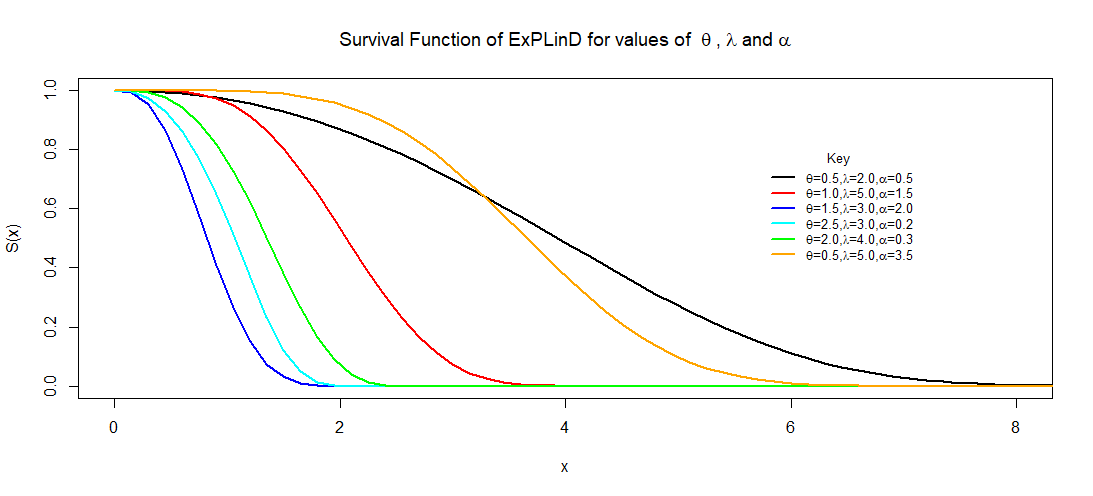 Survival Function of ExPLinD for values of θ , λ and α
S(x)
1.0
0.8
0.6
0.4
0.2
0.0
Key
θ=0.5,λ=2.0,α=0.5
θ=1.0,λ=5.0,α=1.5
θ=1.5,λ=3.0,α=2.0
θ=2.5,λ=3.0,α=0.2
θ=2.0,λ=4.0,α=0.3
θ=0.5,λ=5.0,α=3.5
0 2 4 6 8
x